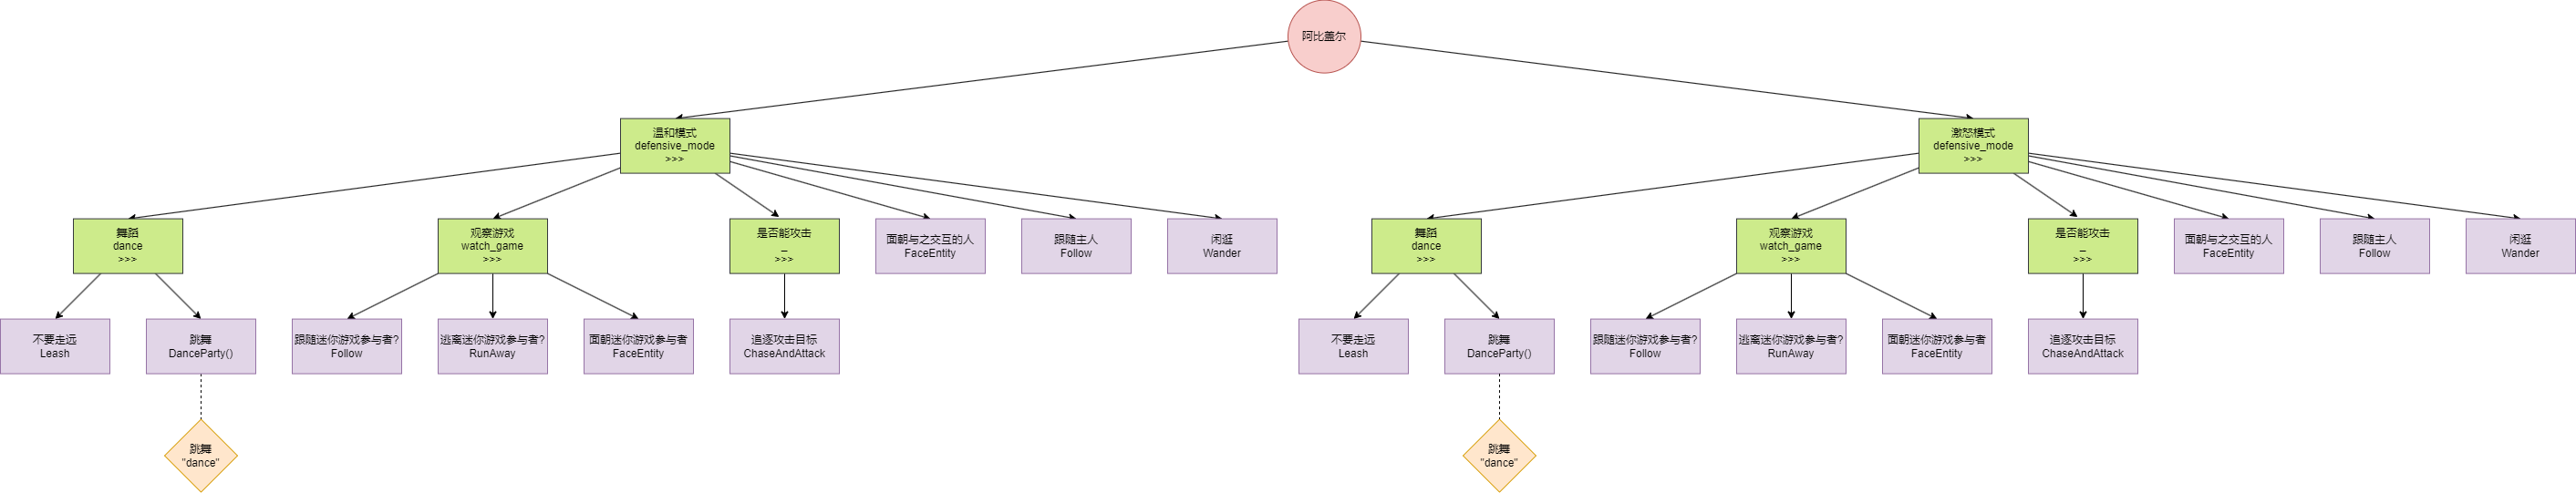 阿比盖尔
温和模式
defensive_mode
>>>
激怒模式
defensive_mode
>>>
舞蹈
dance
>>>
观察游戏
watch_game
>>>
是否能攻击
_
>>>
面朝与之交互的人
FaceEntity
跟随主人
Follow
闲逛
Wander
舞蹈
dance
>>>
观察游戏
watch_game
>>>
是否能攻击
_
>>>
面朝与之交互的人
FaceEntity
跟随主人
Follow
闲逛
Wander
不要走远
Leash
跳舞
DanceParty()
跟随迷你游戏参与者?
Follow
逃离迷你游戏参与者?
RunAway
面朝迷你游戏参与者
FaceEntity
追逐攻击目标
ChaseAndAttack
不要走远
Leash
跳舞
DanceParty()
跟随迷你游戏参与者?
Follow
逃离迷你游戏参与者?
RunAway
面朝迷你游戏参与者
FaceEntity
追逐攻击目标
ChaseAndAttack
跳舞
"dance"
跳舞
"dance"